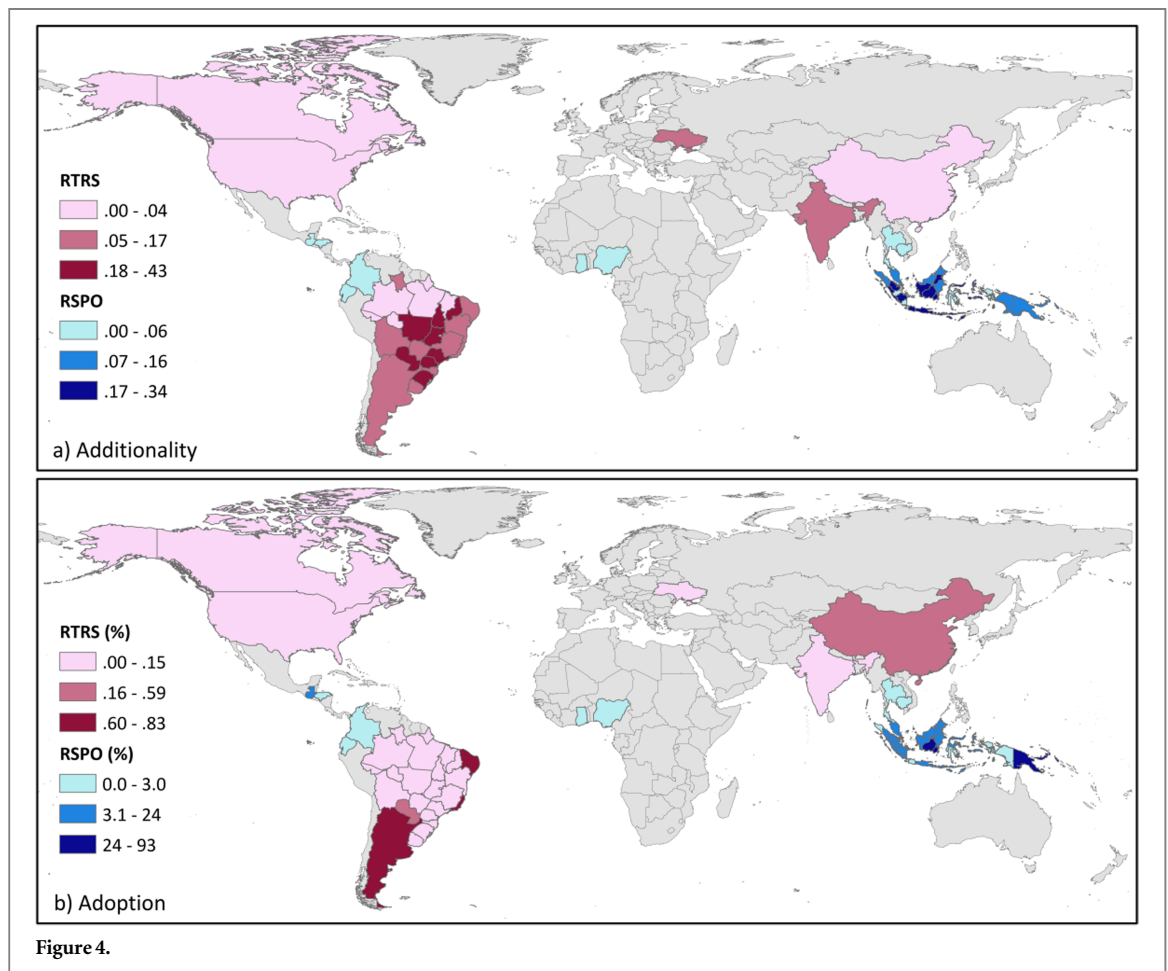 RTRS
.00 - .04
.05 - .17
.18 - .43
RSPO
.00 - .06
.07 - .16
.17 - .34
a) Additionality
RTRS (%)
.00 - .15
.16 - .59
.60 - .83
RSPO (%)
0.0 - 3.0
3.1 - 24
24 - 93
b) Adoption
Figure 4.